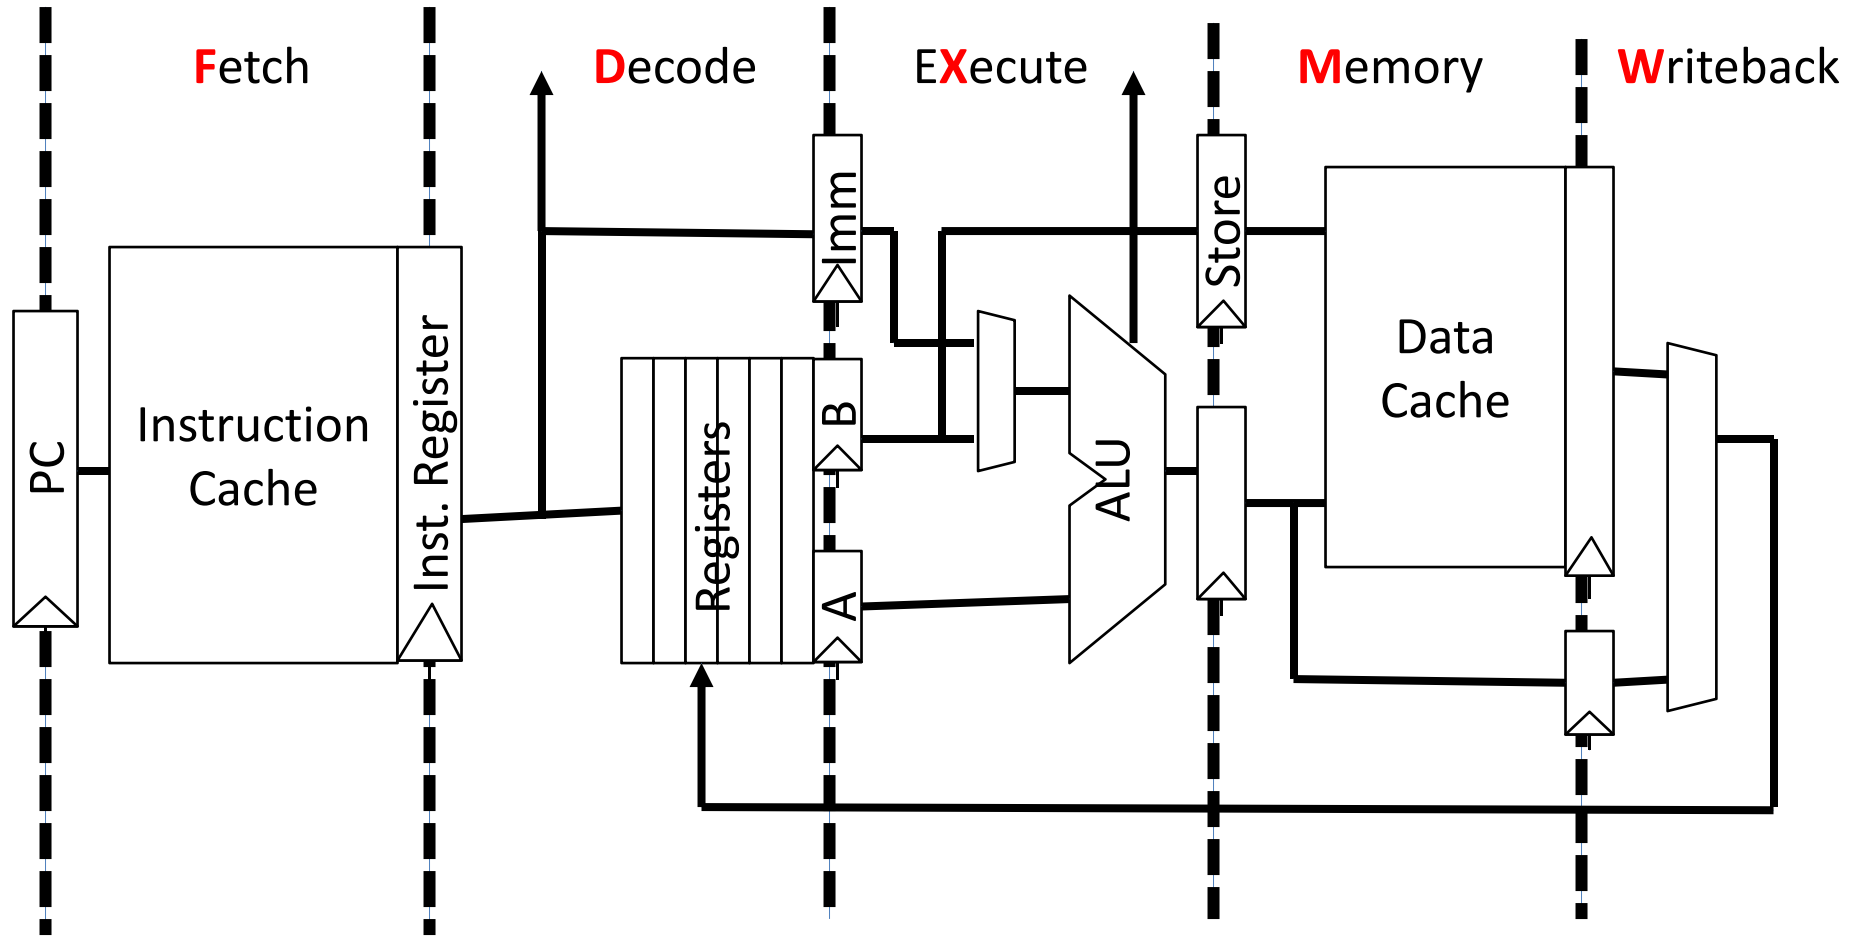 Fetch
Decode
EXecute
Memory
Writeback
PC
Instruction
Cache
Inst. Register
Registers
Imm
B
A
ALU
Store
Data
Cache